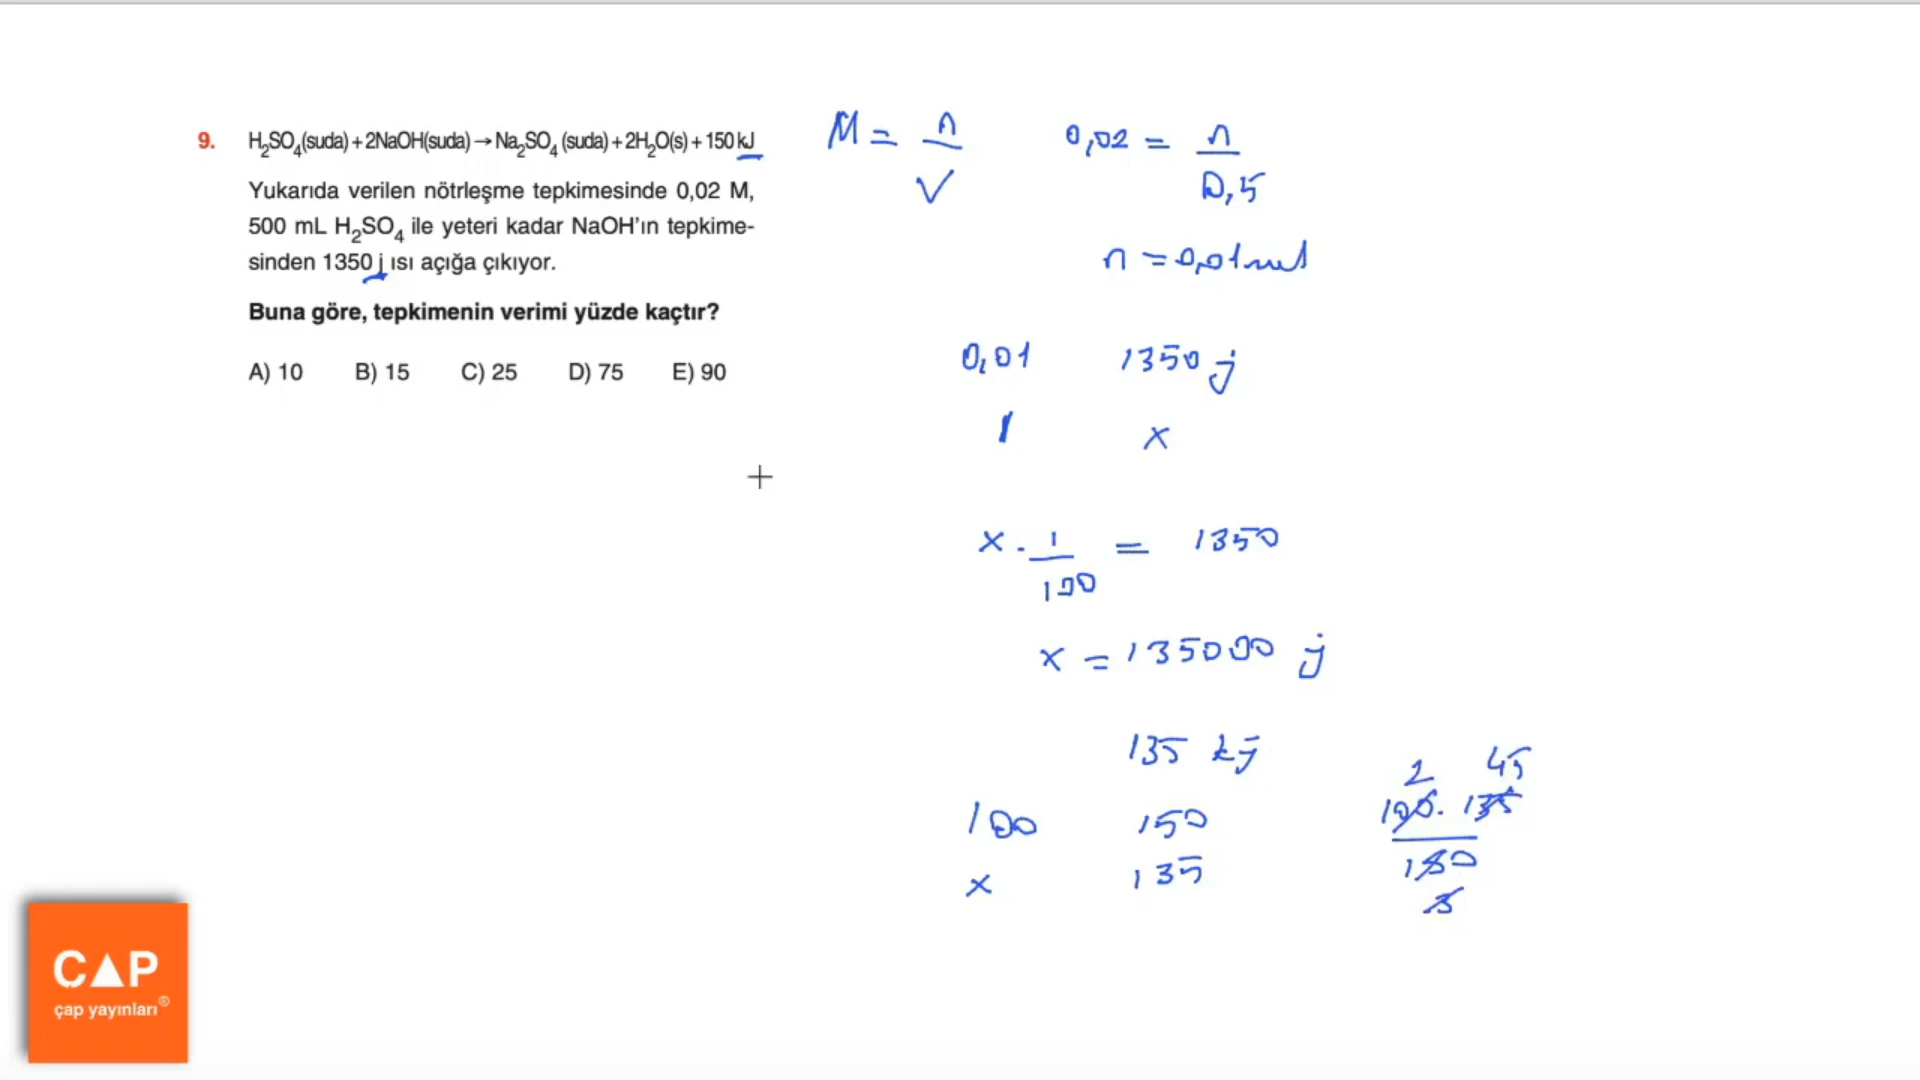 9. H₂SO₄(suda) + 2NaOH(suda) → Na₂SO₄ (suda) + 2H₂O(s) + 150 kJ
Yukarıda verilen nötrleşme tepkimesinde 0,02 M,
500 mL H₂SO₄ ile yeteri kadar NaOH'ın tepkime-
sinden 1350 j ısı açığa çıkıyor.
Buna göre, tepkimenin verimi yüzde kaçtır?
A) 10 B) 15 C) 25 D) 75 E) 90
M = n / V
0,02 = n / 0,5
n = 0,01 mol
0,01 1350 j
1 x
x . 1 / 100 = 1350
x = 135000 j
135 kj
100 150
x 135
2 45
100 . 135
150
3
ÇAP
çap yayınları®